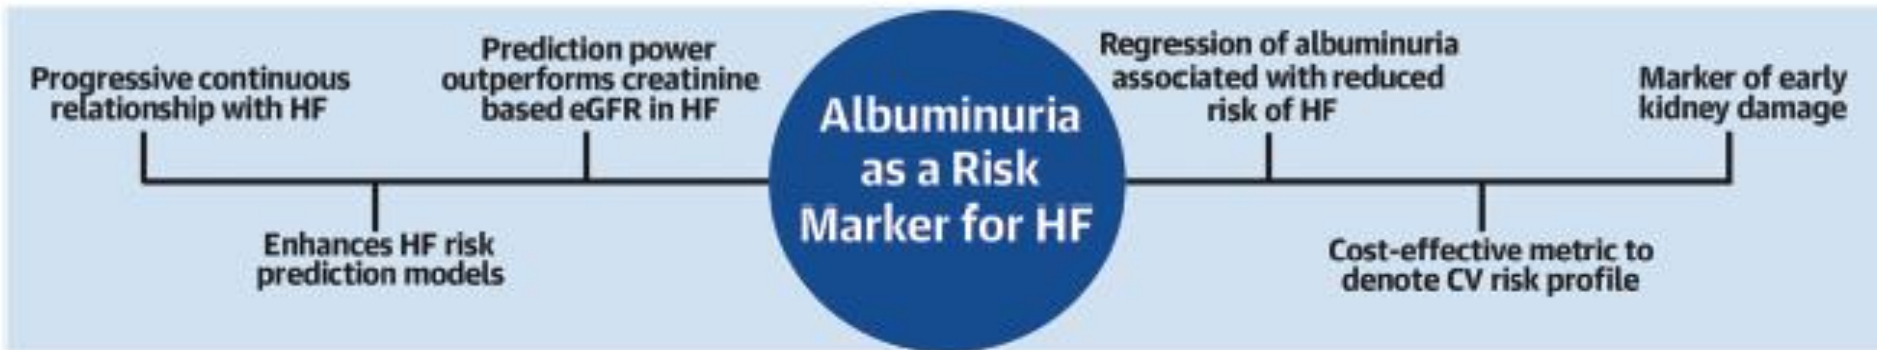 Progressive continuous
relationship with HF
Prediction power
outperforms creatinine
based eGFR in HF
Enhances HF risk
prediction models
Albuminuria
as a Risk
Marker for HF
Regression of albuminuria
associated with reduced
risk of HF
Marker of early
kidney damage
Cost-effective metric to
denote CV risk profile